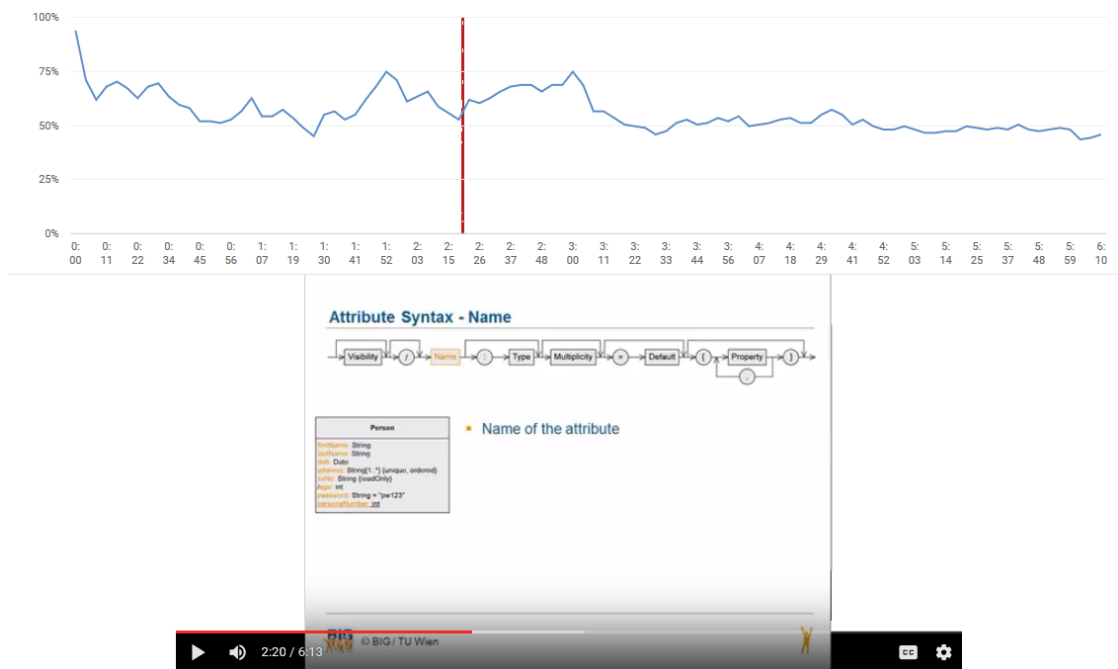 100%
75%
50%
25%
0%
0:00 0:11 0:22 0:34 0:45 0:56 1:07 1:19 1:30 1:41 1:52 2:03 2:15 2:26 2:37 2:48 3:00 3:11 3:22 3:33 3:44 3:56 4:07 4:18 4:29 4:41 4:52 5:03 5:14 5:25 5:37 5:48 5:59 6:10
Attribute Syntax - Name
Visibility / Name : Type Multiplicity = Default { Property }
,
Person
firstName: String
lastName: String
dob: Date
address: String[1..*] {unique, ordered}
ssNo: String {readOnly}
/age: int
password: String = "pw123"
personsNumber: int
Name of the attribute
BIG © BIG / TU Wien
2:20 / 6:13 CC